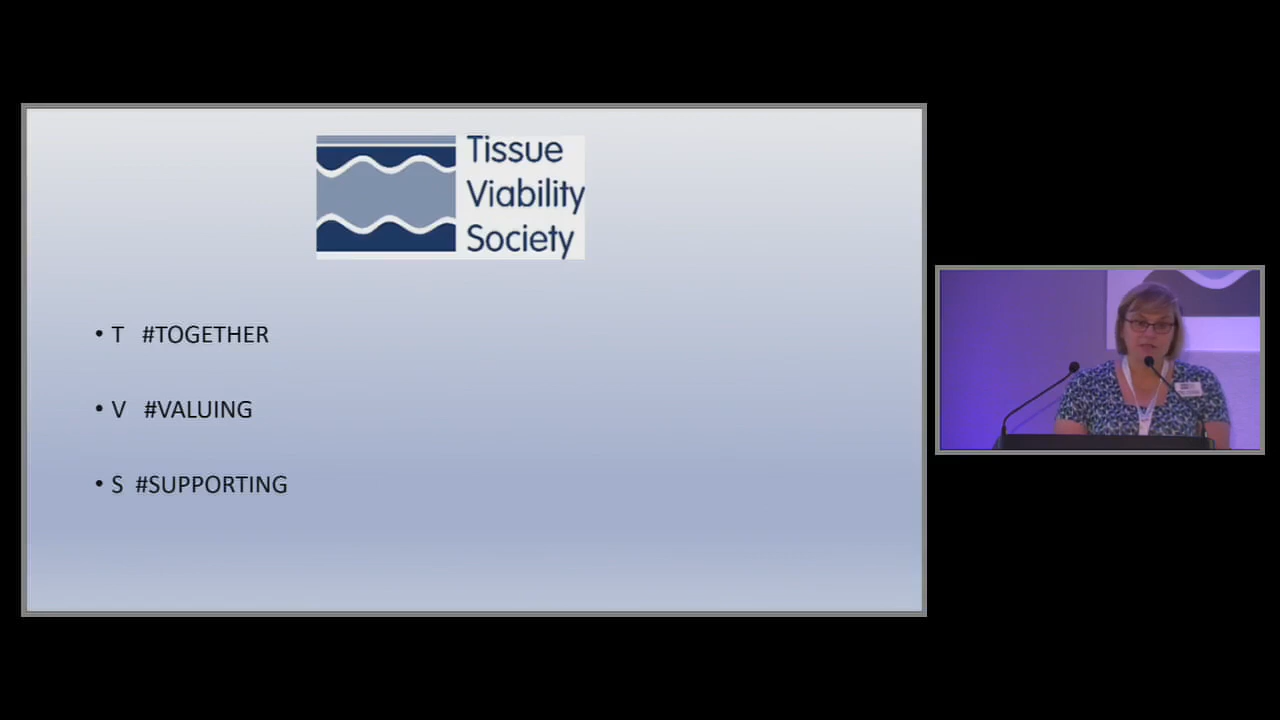 Tissue
Viability
Society
• T #TOGETHER
• V #VALUING
• S #SUPPORTING